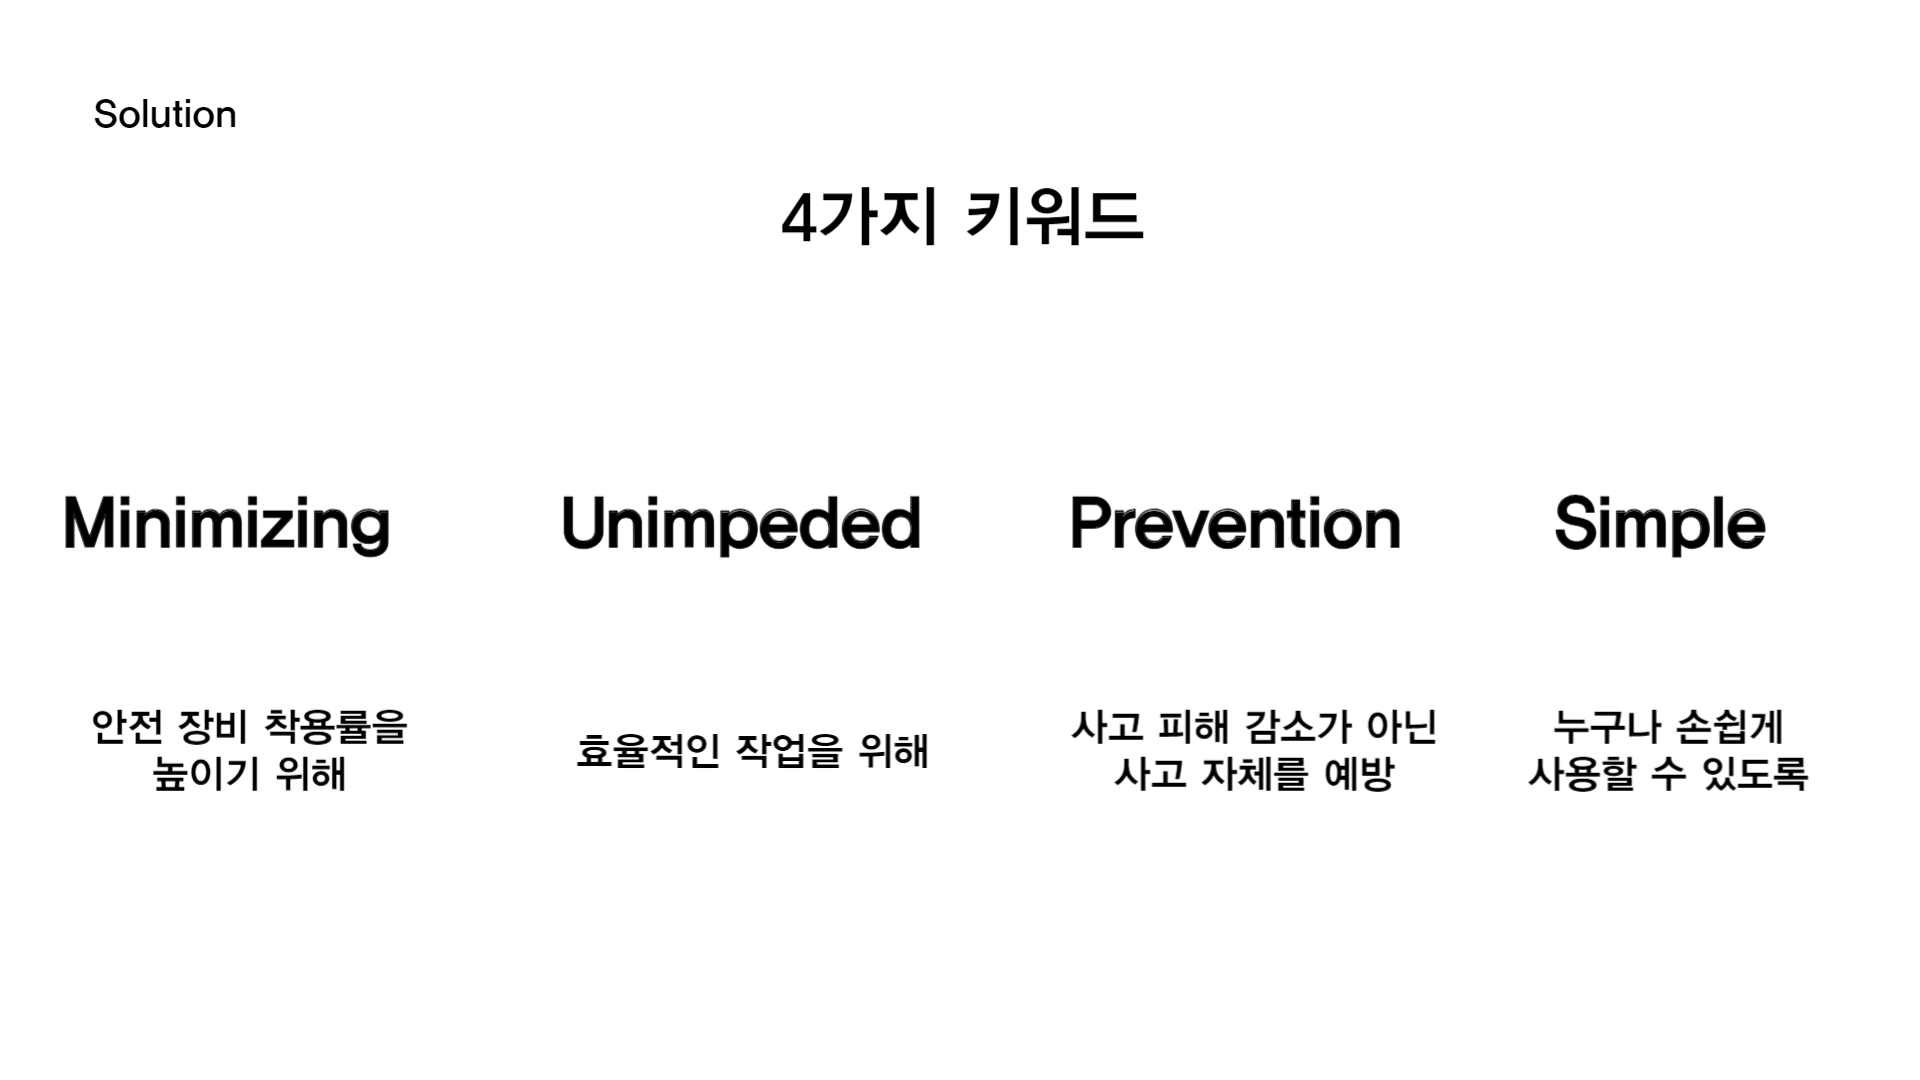 Solution
4가지 키워드
Minimizing
Unimpeded
Prevention
Simple
안전 장비 착용률을
높이기 위해
효율적인 작업을 위해
사고 피해 감소가 아닌
사고 자체를 예방
누구나 손쉽게
사용할 수 있도록